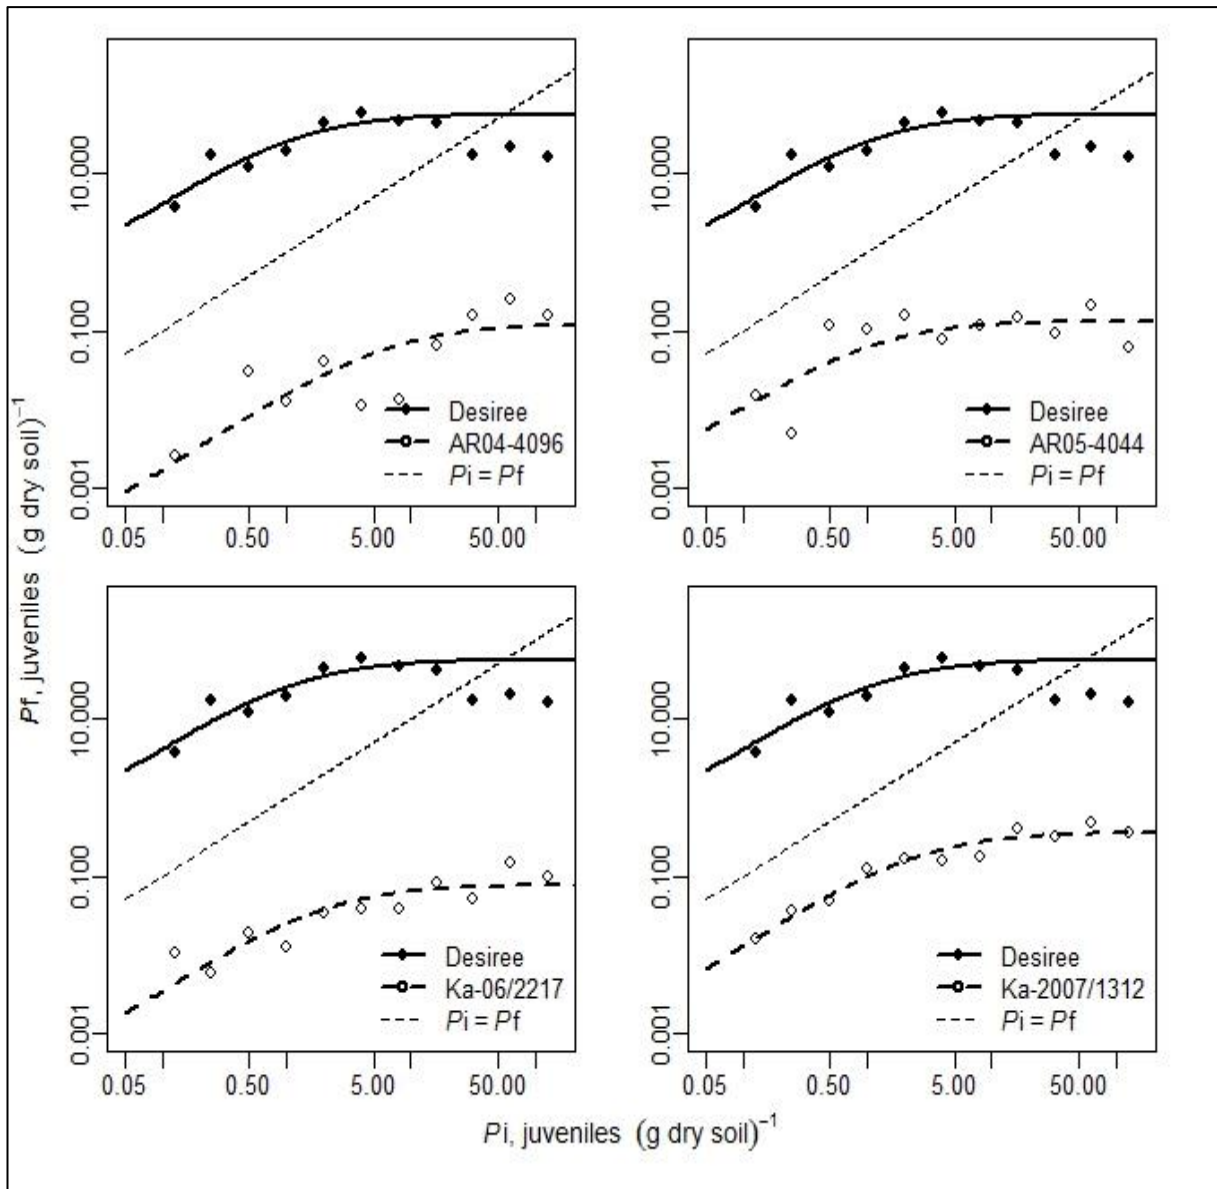 10.000
0.100
0.001
0.05 0.50 5.00 50.00
Desiree
AR04-4096
Pi = Pf
10.000
0.100
0.001
0.05 0.50 5.00 50.00
Desiree
AR05-4044
Pi = Pf
10.000
0.100
0.001
0.05 0.50 5.00 50.00
Desiree
Ka-06/2217
Pi = Pf
10.000
0.100
0.001
0.05 0.50 5.00 50.00
Desiree
Ka-2007/1312
Pi = Pf
Pf, juveniles (g dry soil)⁻¹
Pi, juveniles (g dry soil)⁻¹